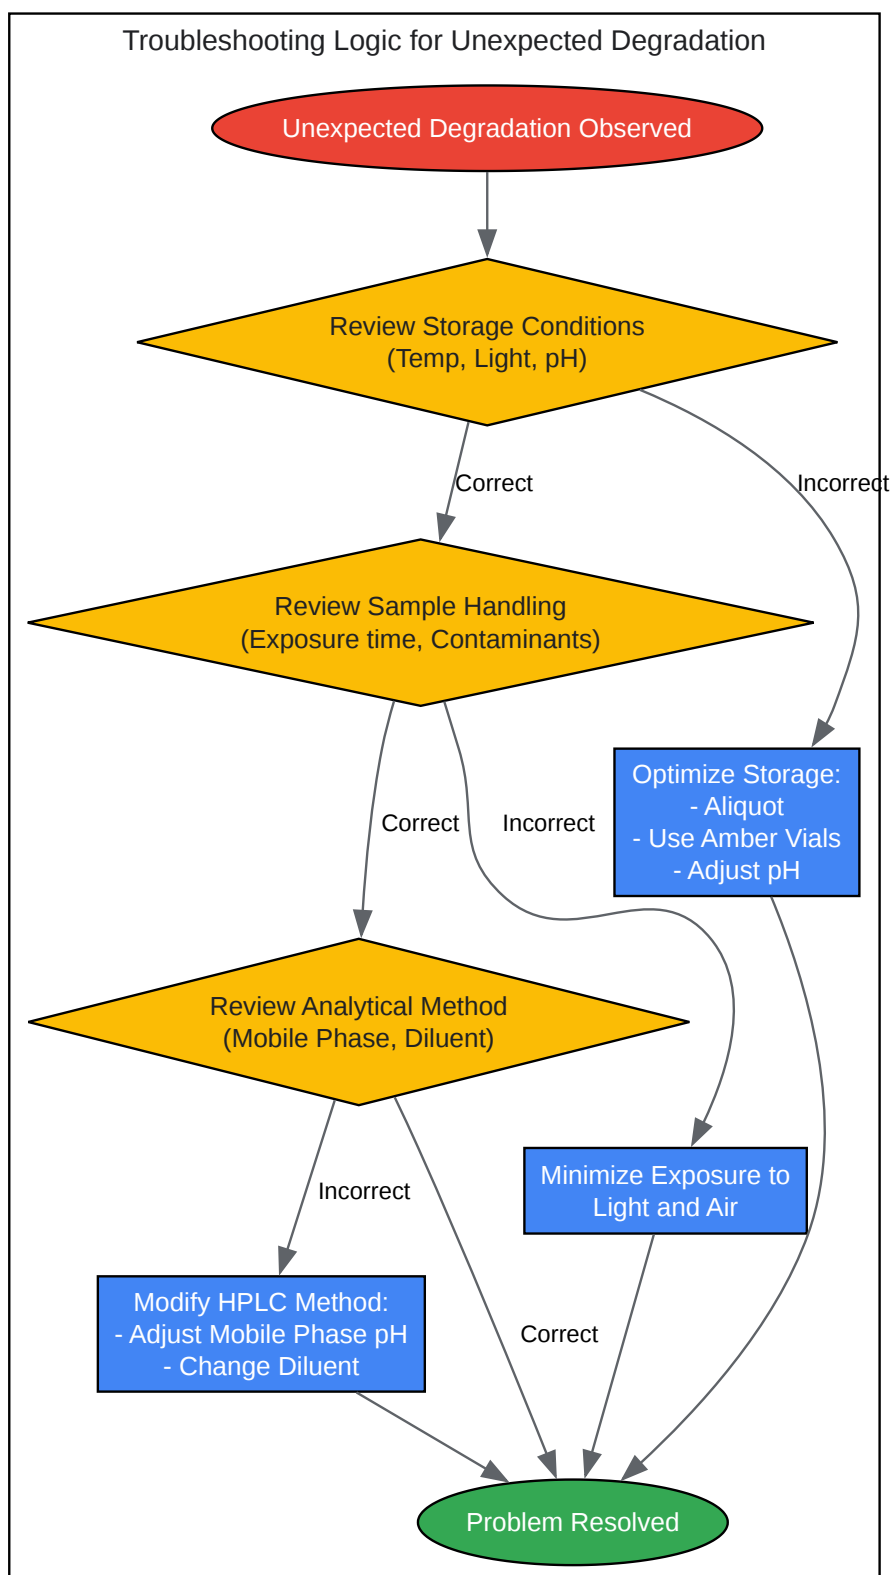 Troubleshooting Logic for Unexpected Degradation
Unexpected Degradation Observed
Review Storage Conditions
(Temp, Light, pH)
Correct
Incorrect
Review Sample Handling
(Exposure time, Contaminants)
Optimize Storage:
- Aliquot
- Use Amber Vials
- Adjust pH
Correct
Incorrect
Review Analytical Method
(Mobile Phase, Diluent)
Minimize Exposure to
Light and Air
Incorrect
Modify HPLC Method:
- Adjust Mobile Phase pH
- Change Diluent
Correct
Problem Resolved